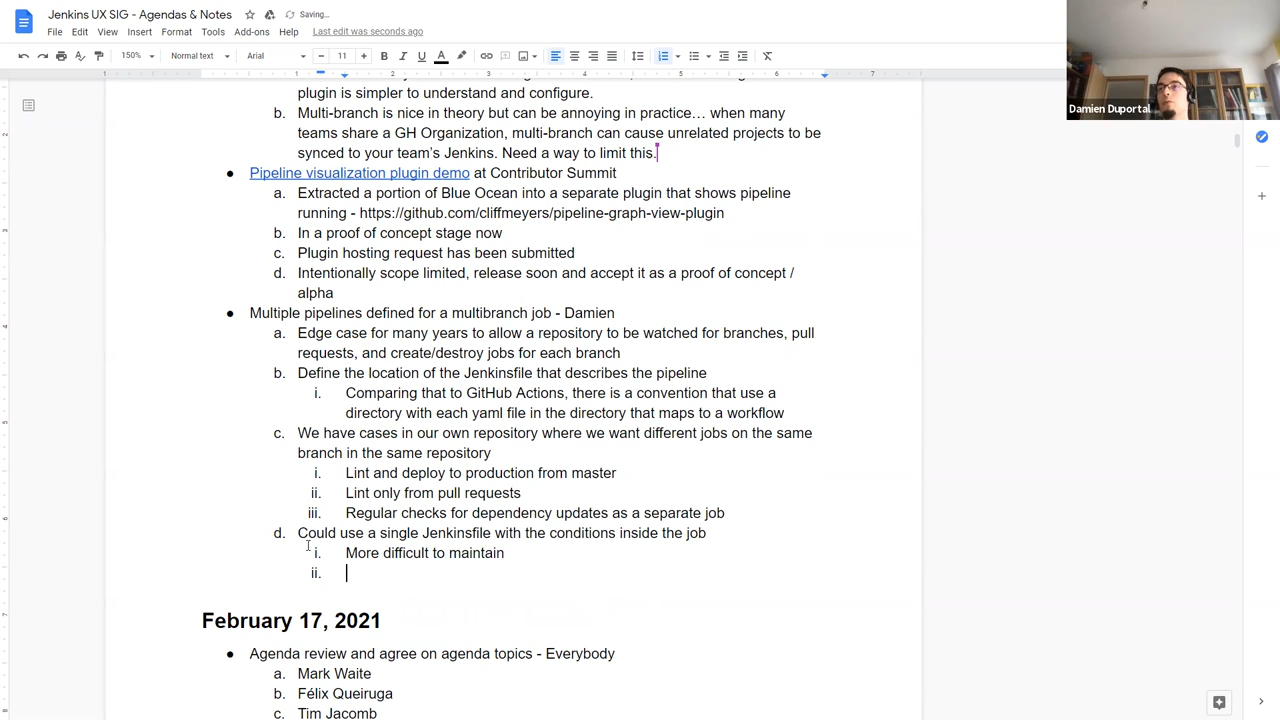 Jenkins UX SIG - Agendas & Notes
Saving...
File Edit View Insert Format Tools Add-ons Help Last edit was seconds ago
150% Normal text Arial 11
Damien Duportal
1 1 2 3 4 5 6 7
plugin is simpler to understand and configure.
b. Multi-branch is nice in theory but can be annoying in practice… when many
teams share a GH Organization, multi-branch can cause unrelated projects to be
synced to your team's Jenkins. Need a way to limit this.
● Pipeline visualization plugin demo at Contributor Summit
a. Extracted a portion of Blue Ocean into a separate plugin that shows pipeline
running - https://github.com/cliffmeyers/pipeline-graph-view-plugin
b. In a proof of concept stage now
c. Plugin hosting request has been submitted
d. Intentionally scope limited, release soon and accept it as a proof of concept /
alpha
● Multiple pipelines defined for a multibranch job - Damien
a. Edge case for many years to allow a repository to be watched for branches, pull
requests, and create/destroy jobs for each branch
b. Define the location of the Jenkinsfile that describes the pipeline
i. Comparing that to GitHub Actions, there is a convention that use a
directory with each yaml file in the directory that maps to a workflow
c. We have cases in our own repository where we want different jobs on the same
branch in the same repository
i. Lint and deploy to production from master
ii. Lint only from pull requests
iii. Regular checks for dependency updates as a separate job
d. Could use a single Jenkinsfile with the conditions inside the job
i. More difficult to maintain
ii.
February 17, 2021
● Agenda review and agree on agenda topics - Everybody
a. Mark Waite
b. Félix Queiruga
c. Tim Jacomb